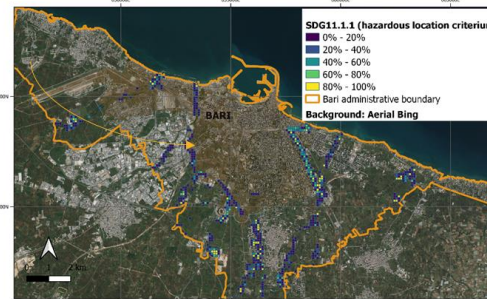 SDG11.1.1 (hazardous location criterium
0% - 20%
20% - 40%
40% - 60%
60% - 80%
80% - 100%
Bari administrative boundary
Background: Aerial Bing
BARI
2 km